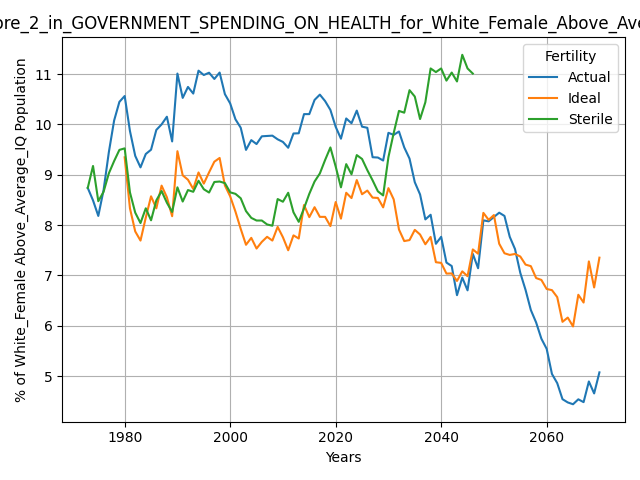 ore_2_in_GOVERNMENT_SPENDING_ON_HEALTH_for_White_Female_Above_Ave
Fertility
Actual
Ideal
Sterile
% of White_Female Above_Average_IQ Population
11
10
9
8
7
6
5
1980 2000 2020 2040 2060
Years